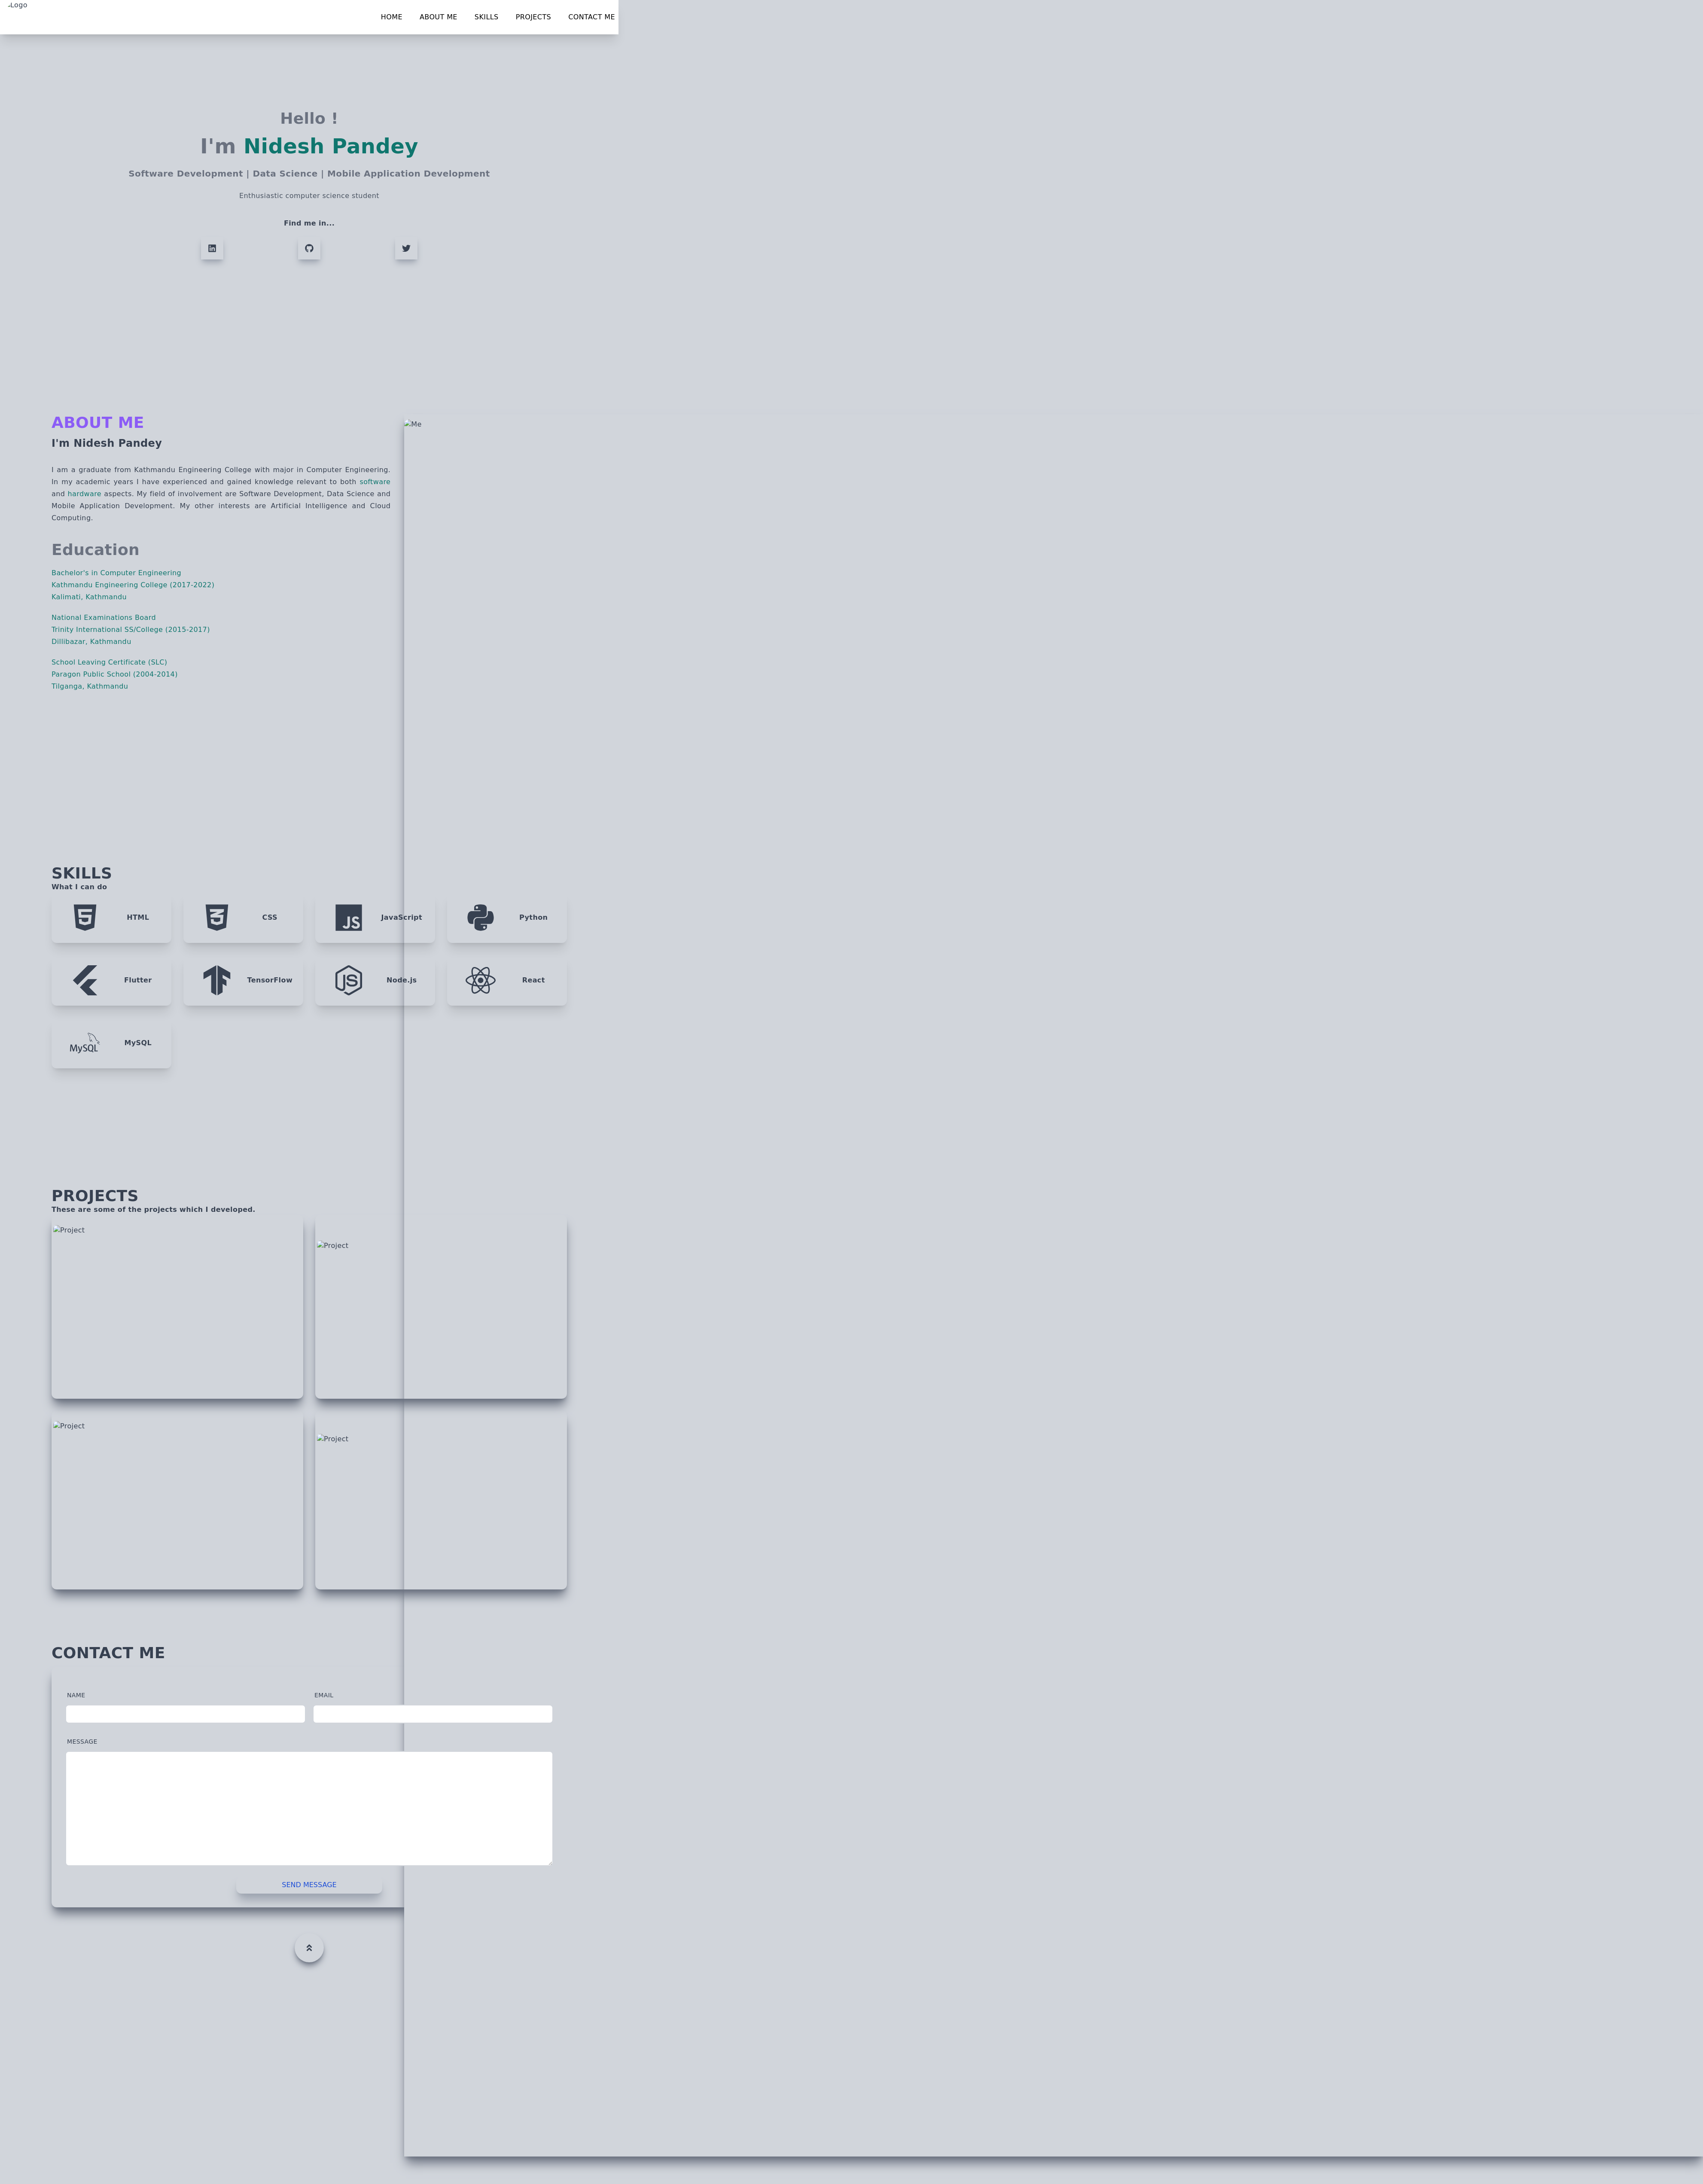 Logo
HOME ABOUT ME SKILLS PROJECTS CONTACT ME
Hello !
I'm Nidesh Pandey
Software Development | Data Science | Mobile Application Development
Enthusiastic computer science student
Find me in...
in
ABOUT ME
I'm Nidesh Pandey
I am a graduate from Kathmandu Engineering College with major in Computer Engineering.
In my academic years I have experienced and gained knowledge relevant to both software
and hardware aspects. My field of involvement are Software Development, Data Science and
Mobile Application Development. My other interests are Artificial Intelligence and Cloud
Computing.
Me
Education
Bachelor's in Computer Engineering
Kathmandu Engineering College (2017-2022)
Kalimati, Kathmandu
National Examinations Board
Trinity International SS/College (2015-2017)
Dillibazar, Kathmandu
School Leaving Certificate (SLC)
Paragon Public School (2004-2014)
Tilganga, Kathmandu
SKILLS
What I can do
5 HTML
3 CSS
JS JavaScript
Python
Flutter
TensorFlow
JS Node.js
React
MySQL MySQL
PROJECTS
These are some of the projects which I developed.
Project
Project
Project
Project
CONTACT ME
NAME
EMAIL
MESSAGE
SEND MESSAGE